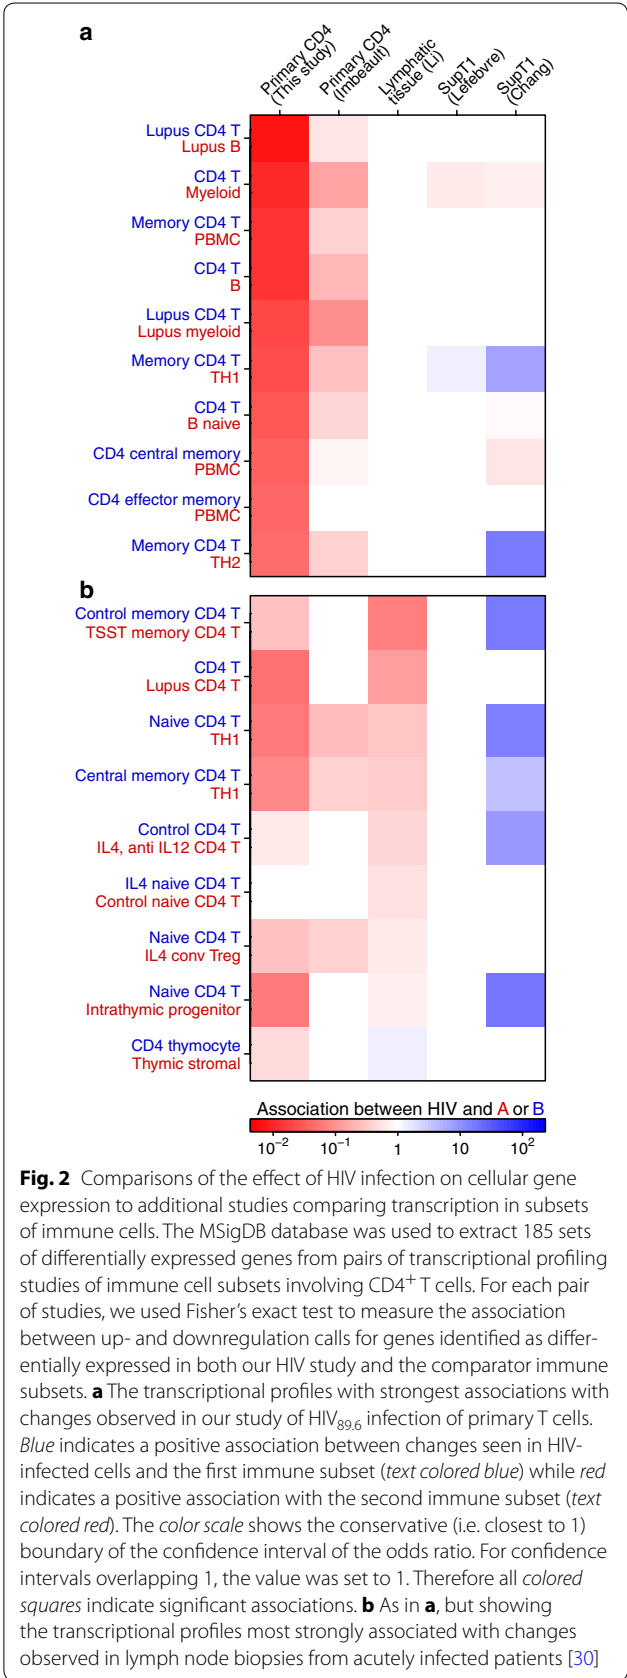 a
Primary CD4
(This study)
Primary CD4
(Imbeault)
Lymphatic
tissue (Li)
SupT1
(Lefebvre)
SupT1
(Chang)
Lupus CD4 T
Lupus B
CD4 T
Myeloid
Memory CD4 T
PBMC
CD4 T
B
Lupus CD4 T
Lupus myeloid
Memory CD4 T
TH1
CD4 T
B naive
CD4 central memory
PBMC
CD4 effector memory
PBMC
Memory CD4 T
TH2
b
Control memory CD4 T
TSST memory CD4 T
CD4 T
Lupus CD4 T
Naive CD4 T
TH1
Central memory CD4 T
TH1
Control CD4 T
IL4, anti IL12 CD4 T
IL4 naive CD4 T
Control naive CD4 T
Naive CD4 T
IL4 conv Treg
Naive CD4 T
Intrathymic progenitor
CD4 thymocyte
Thymic stromal
Association between HIV and A or B
10⁻² 10⁻¹ 1 10 10²
Fig. 2 Comparisons of the effect of HIV infection on cellular gene
expression to additional studies comparing transcription in subsets
of immune cells. The MSigDB database was used to extract 185 sets
of differentially expressed genes from pairs of transcriptional profiling
studies of immune cell subsets involving CD4⁺ T cells. For each pair
of studies, we used Fisher's exact test to measure the association
between up- and downregulation calls for genes identified as differ-
entially expressed in both our HIV study and the comparator immune
subsets. a The transcriptional profiles with strongest associations with
changes observed in our study of HIV₈₉.₆ infection of primary T cells.
Blue indicates a positive association between changes seen in HIV-
infected cells and the first immune subset (text colored blue) while red
indicates a positive association with the second immune subset (text
colored red). The color scale shows the conservative (i.e. closest to 1)
boundary of the confidence interval of the odds ratio. For confidence
intervals overlapping 1, the value was set to 1. Therefore all colored
squares indicate significant associations. b As in a, but showing
the transcriptional profiles most strongly associated with changes
observed in lymph node biopsies from acutely infected patients [30]